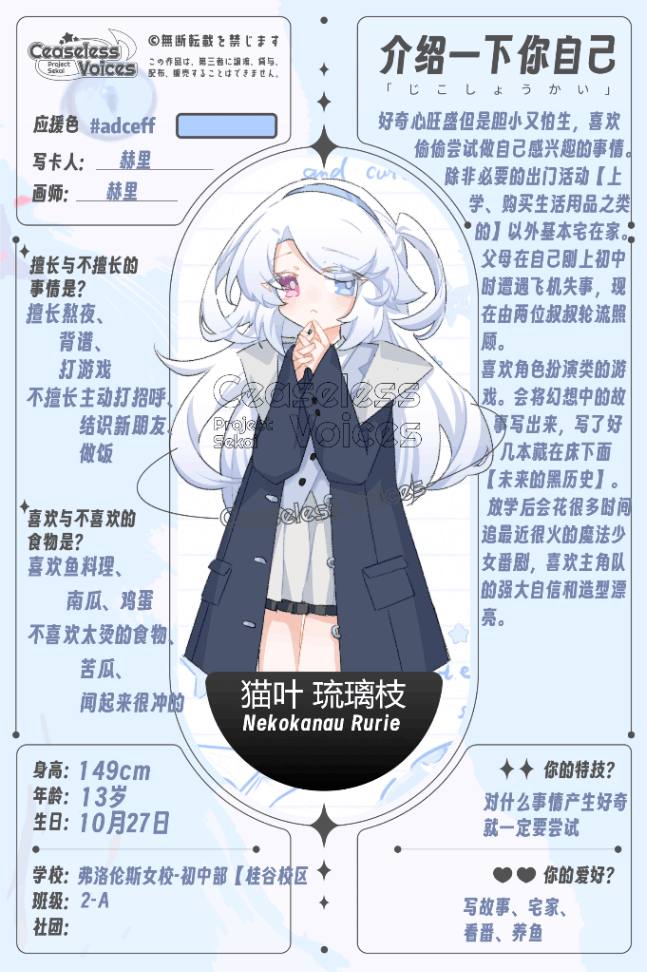 Ceaseless
Project
Sekai
Voices
©無断転載を禁じます
この作品は、第三者に譲渡、貸与、
配布、販売することはできません。
应援色 #adceff
写卡人： 赫里
画师： 赫里
介绍一下你自己
「じこしょうかい」
好奇心旺盛但是胆小又怕生，喜欢
偷偷尝试做自己感兴趣的事情。
除非必要的出门活动【上
学、购买生活用品之类
的】以外基本宅在家。
父母在自己刚上初中
时遭遇飞机失事，现
在由两位叔叔轮流照
顾。
喜欢角色扮演类的游
戏。会将幻想中的故
事写出来，写了好
几本藏在床下面
【未来的黑历史】。
放学后会花很多时间
追最近很火的魔法少
女番剧，喜欢主角队
的强大自信和造型漂
亮。
擅长与不擅长的
事情是？
擅长熬夜、
背谱、
打游戏
不擅长主动打招呼、
结识新朋友、
做饭
喜欢与不喜欢的
食物是？
喜欢鱼料理、
南瓜、鸡蛋
不喜欢太烫的食物、
苦瓜、
闻起来很冲的
and cur
Ceaseless
Project
Sekai
Voices
Ceaseless Voices
猫叶 琉璃枝
Nekokanau Rurie
身高：149cm
年龄：13岁
生日：10月27日
学校：弗洛伦斯女校-初中部【桂谷校区
班级：2-A
社团：
你的特技？
对什么事情产生好奇
就一定要尝试
你的爱好？
写故事、宅家、
看番、养鱼